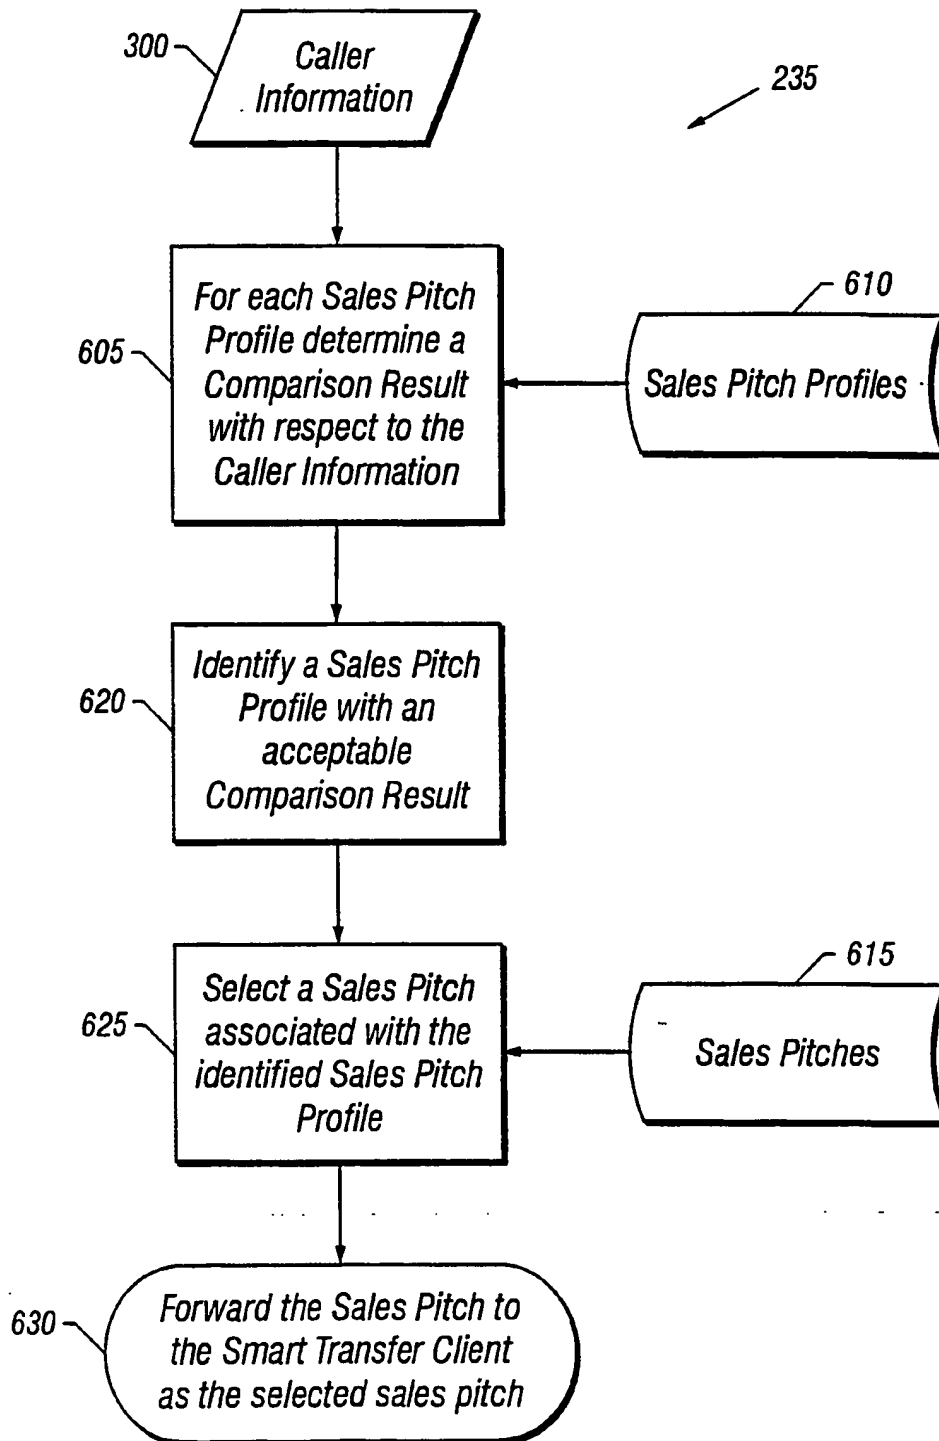 300
Caller
Information
235
For each Sales Pitch
Profile determine a
Comparison Result
with respect to the
Caller Information
605
610
Sales Pitch Profiles
Identify a Sales Pitch
Profile with an
acceptable
Comparison Result
620
Select a Sales Pitch
associated with the
identified Sales Pitch
Profile
625
615
Sales Pitches
Forward the Sales Pitch to
the Smart Transfer Client
as the selected sales pitch
630